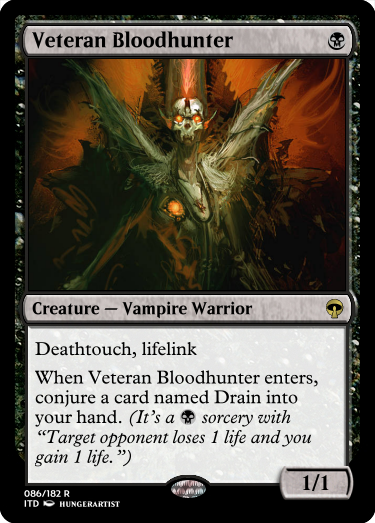 Veteran Bloodhunter
Creature — Vampire Warrior
Deathtouch, lifelink
When Veteran Bloodhunter enters,
conjure a card named Drain into
your hand. (It's a sorcery with
“Target opponent loses 1 life and you
gain 1 life.”)
1/1
086/182 R
ITD HUNGERARTIST